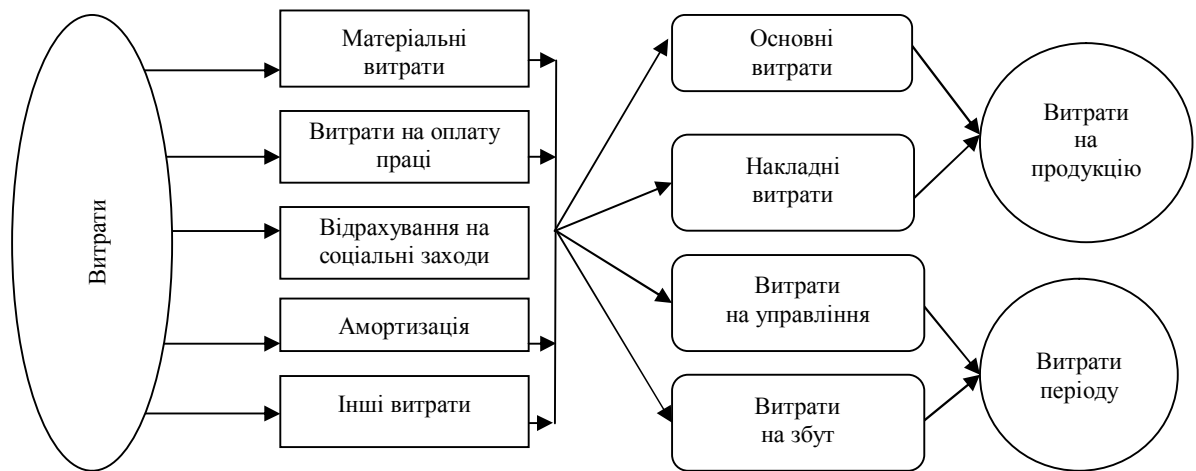 Витрати
Матеріальні
витрати
Витрати на оплату
праці
Відрахування на
соціальні заходи
Амортизація
Інші витрати
Основні
витрати
Накладні
витрати
Витрати
на управління
Витрати
на збут
Витрати
на
продукцію
Витрати
періоду